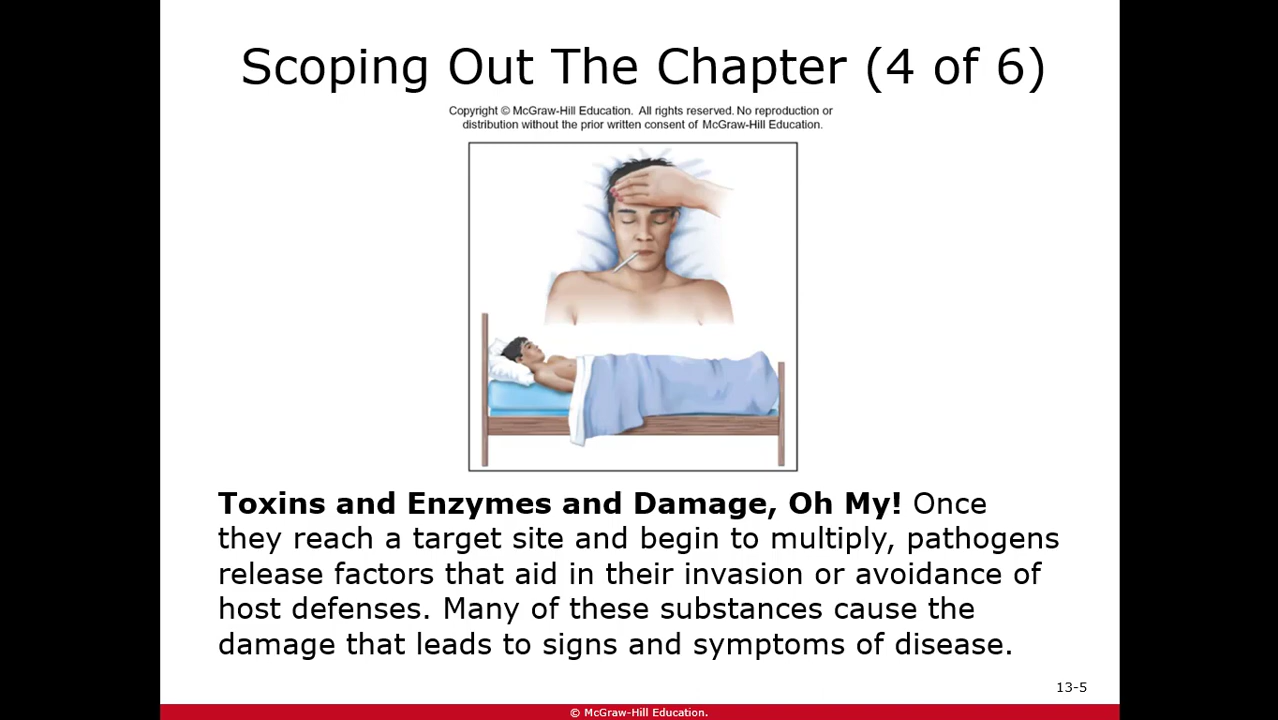 Scoping Out The Chapter (4 of 6)
Copyright © McGraw-Hill Education. All rights reserved. No reproduction or
distribution without the prior written consent of McGraw-Hill Education.
Toxins and Enzymes and Damage, Oh My! Once
they reach a target site and begin to multiply, pathogens
release factors that aid in their invasion or avoidance of
host defenses. Many of these substances cause the
damage that leads to signs and symptoms of disease.
13-5
© McGraw-Hill Education.